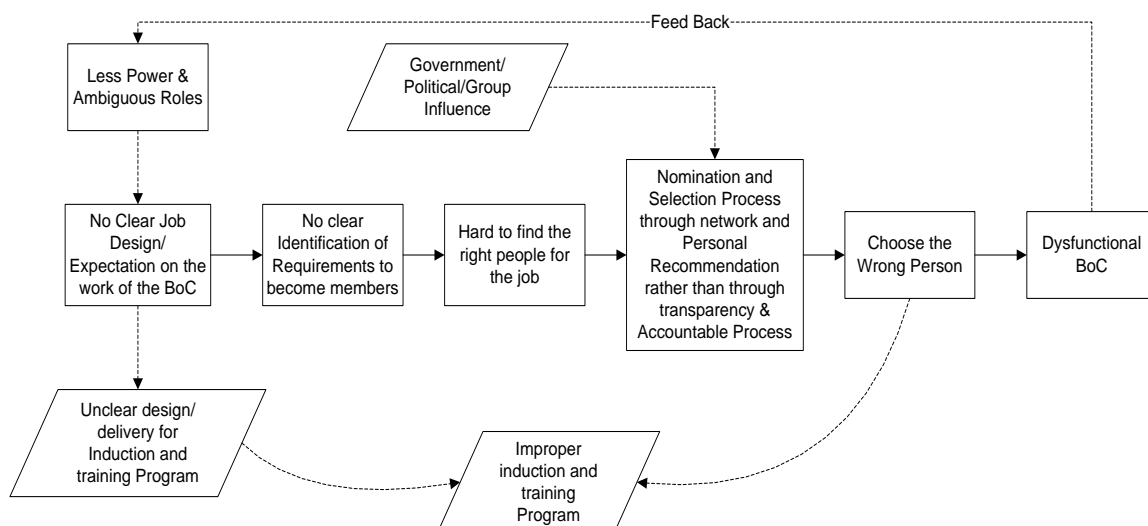 Feed Back
Less Power &
Ambiguous Roles
Government/
Political/Group
Influence
No Clear Job
Design/
Expectation on the
work of the BoC
No clear
Identification of
Requirements to
become members
Hard to find the
right people for
the job
Nomination and
Selection Process
through network and
Personal
Recommendation
rather than through
transparency &
Accountable Process
Choose the
Wrong Person
Dysfunctional
BoC
Unclear design/
delivery for
Induction and
training Program
Improper
induction and
training
Program